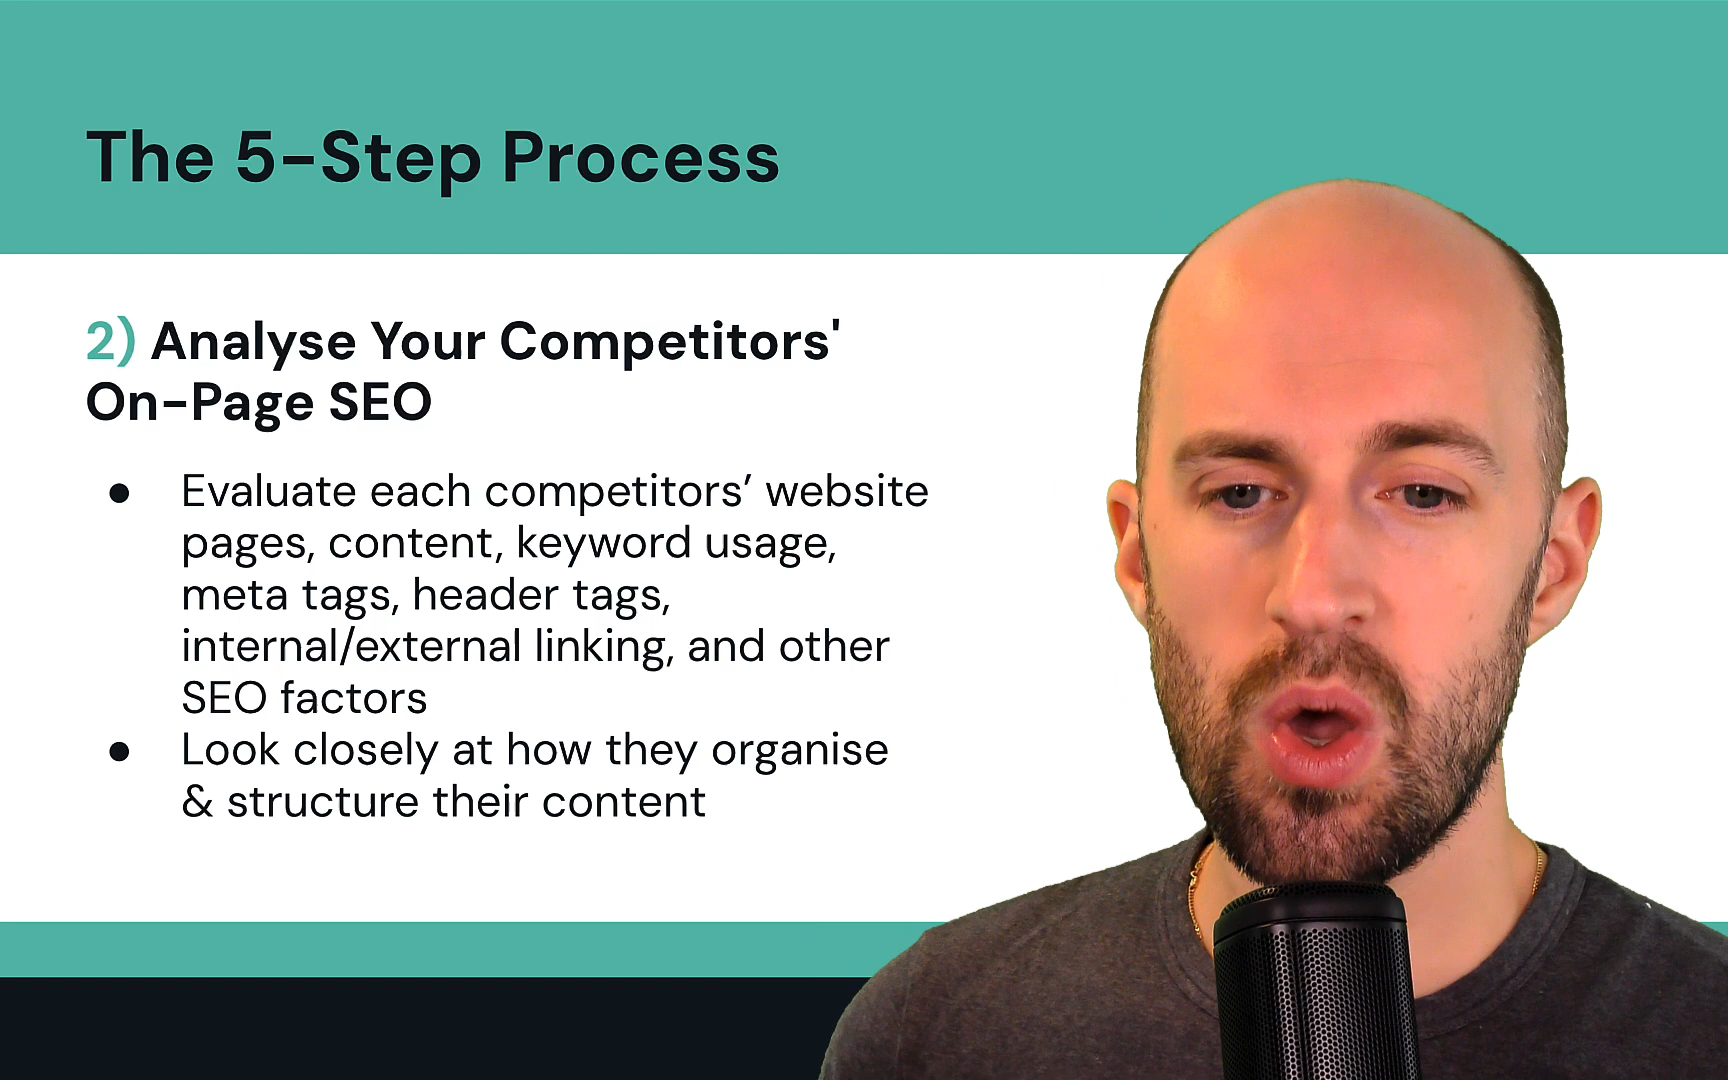 The 5-Step Process
2) Analyse Your Competitors'
On-Page SEO
● Evaluate each competitors’ website
pages, content, keyword usage,
meta tags, header tags,
internal/external linking, and other
SEO factors
● Look closely at how they organise
& structure their content